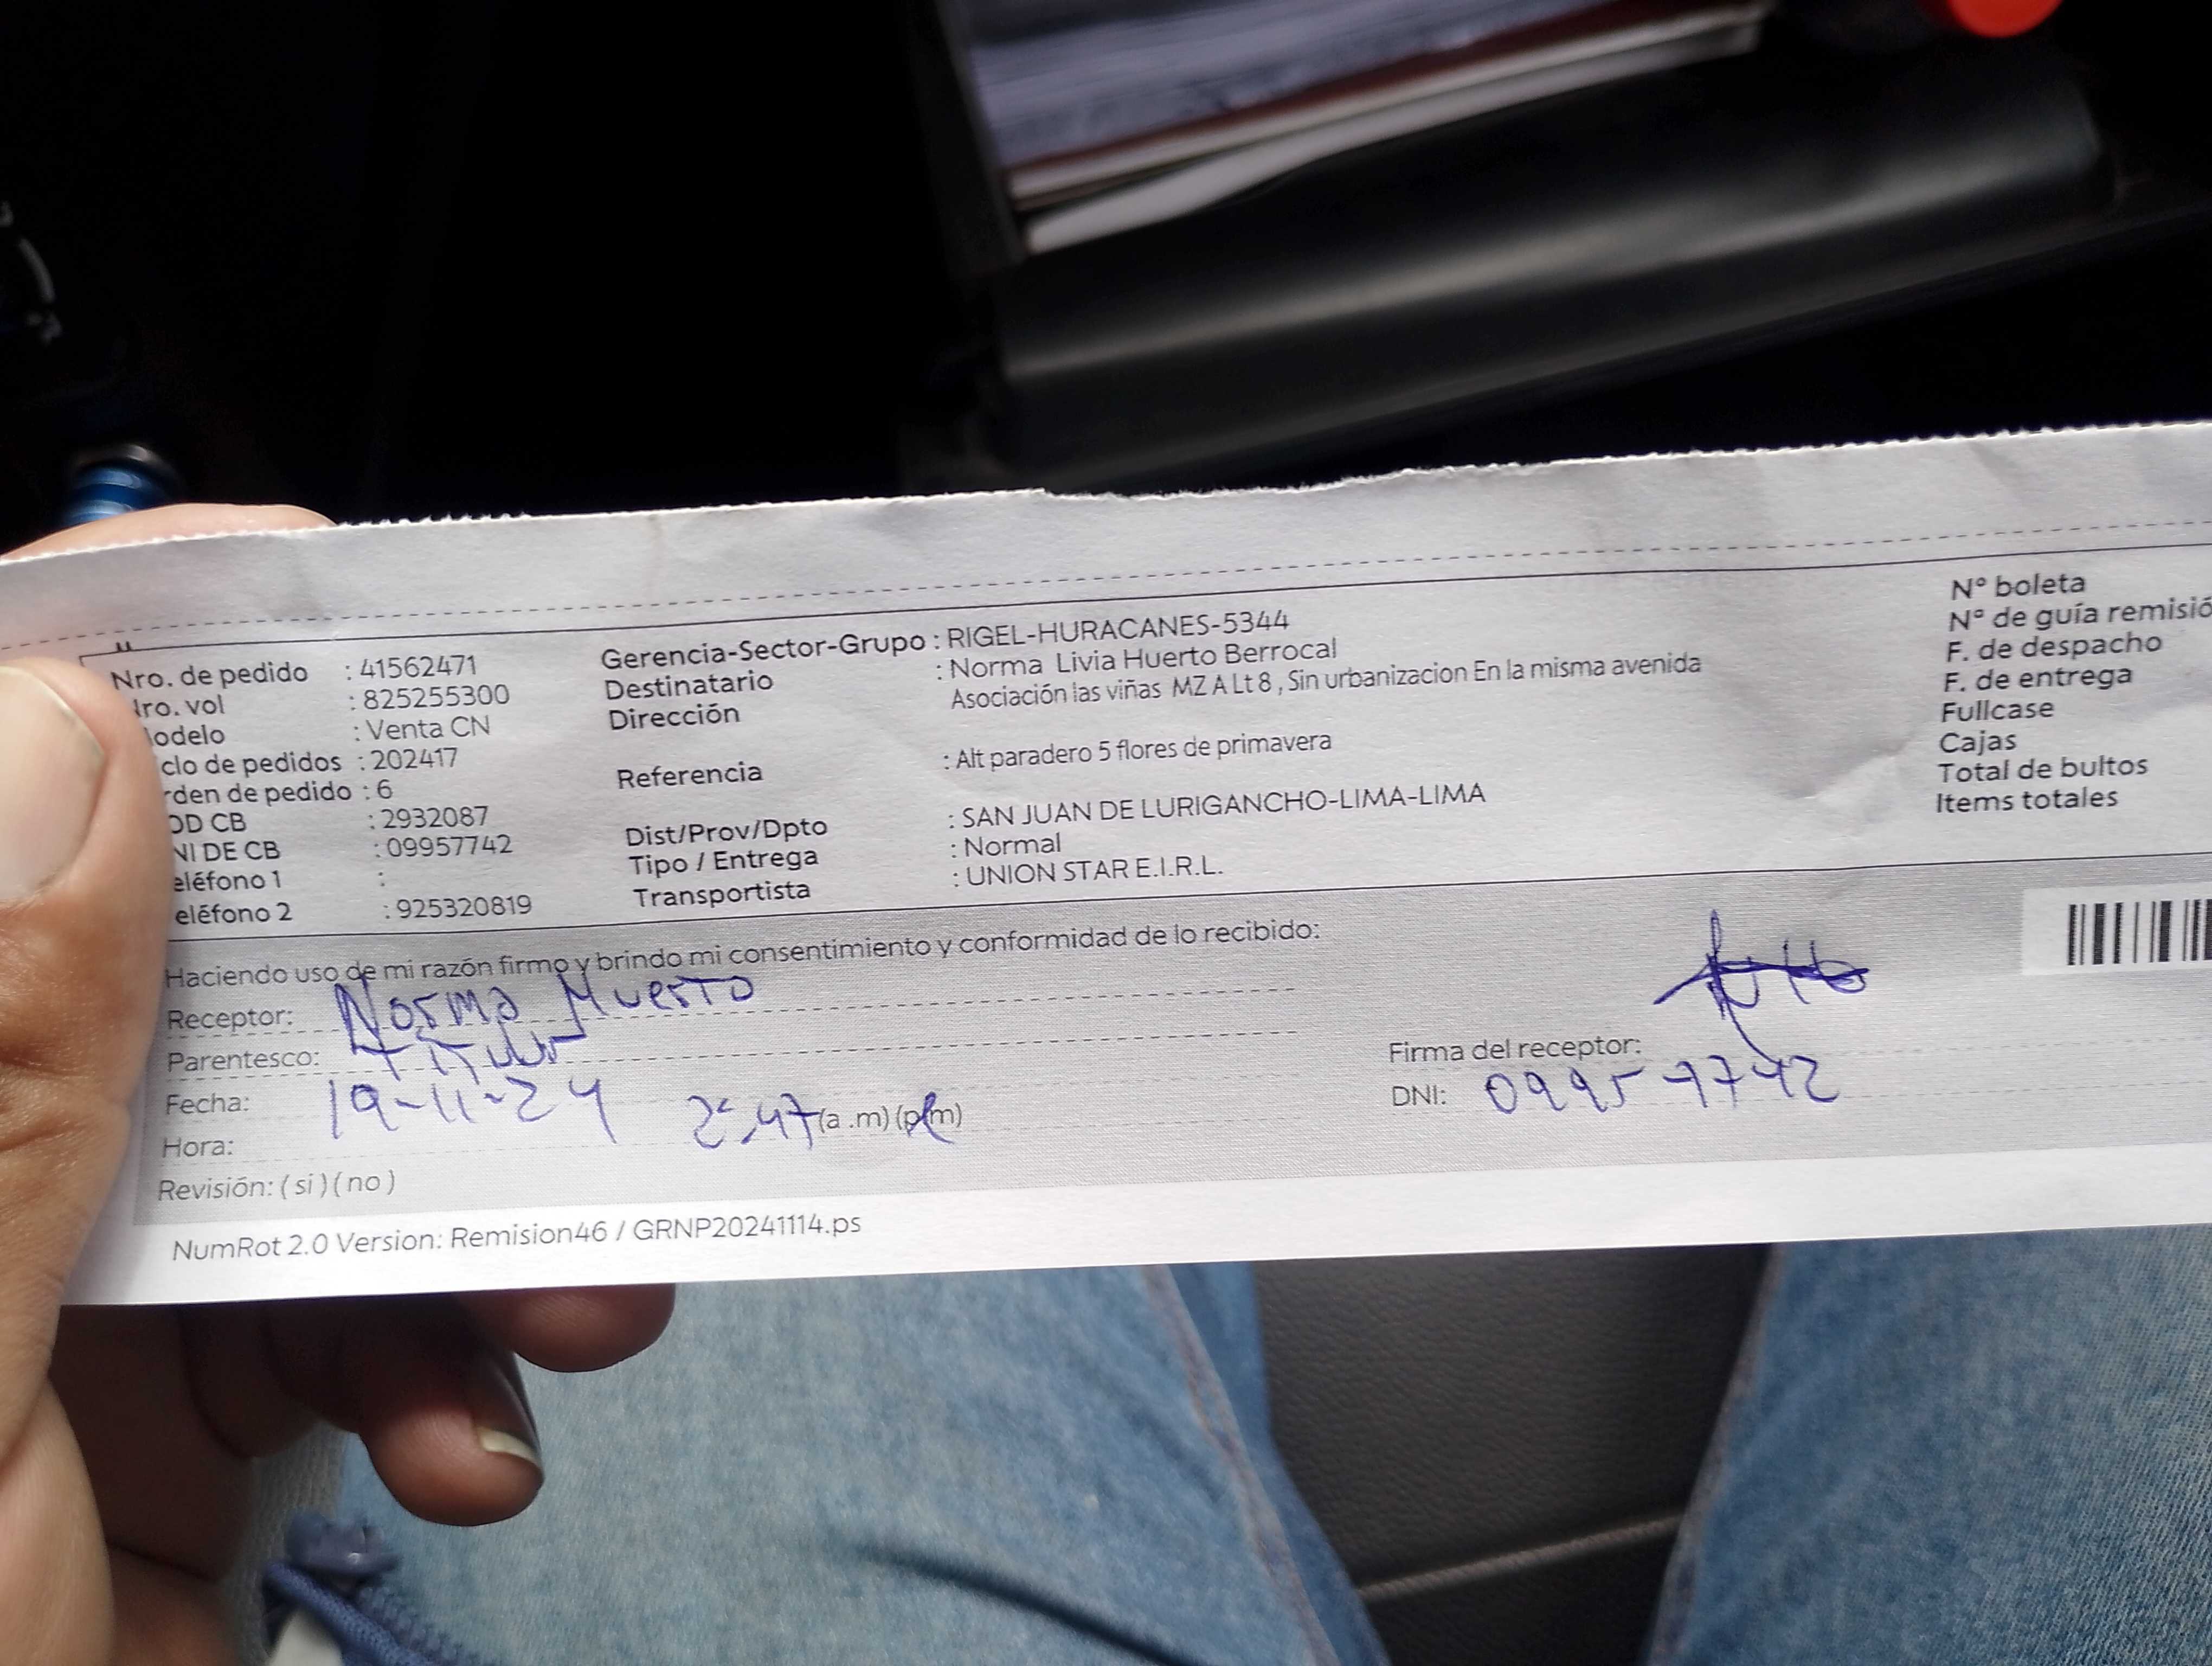 Nro. de pedido : 41562471
ro. vol : 825255300
odelo : Venta CN
clo de pedidos : 202417
rden de pedido : 6
OD CB : 2932087
NI DE CB : 09957742
eléfono 1 :
eléfono 2 : 925320819
Gerencia-Sector-Grupo : RIGEL-HURACANES-5344
Destinatario : Norma Livia Huerto Berrocal
Dirección Asociación las viñas MZ A Lt 8 , Sin urbanizacion En la misma avenida
Referencia : Alt paradero 5 flores de primavera
Dist/Prov/Dpto : SAN JUAN DE LURIGANCHO-LIMA-LIMA
Tipo / Entrega : Normal
Transportista : UNION STAR E.I.R.L.
N° boleta
N° de guía remisió
F. de despacho
F. de entrega
Fullcase
Cajas
Total de bultos
Items totales
Haciendo uso de mi razón firmo y brindo mi consentimiento y conformidad de lo recibido:
Receptor: Norma Huerto
Parentesco: Titular
Fecha: 19-11-24
Hora: 2:47 (a .m) (p.m)
Revisión: ( si ) ( no )
Firma del receptor:
DNI: 09957742
NumRot 2.0 Version: Remision46 / GRNP20241114.ps